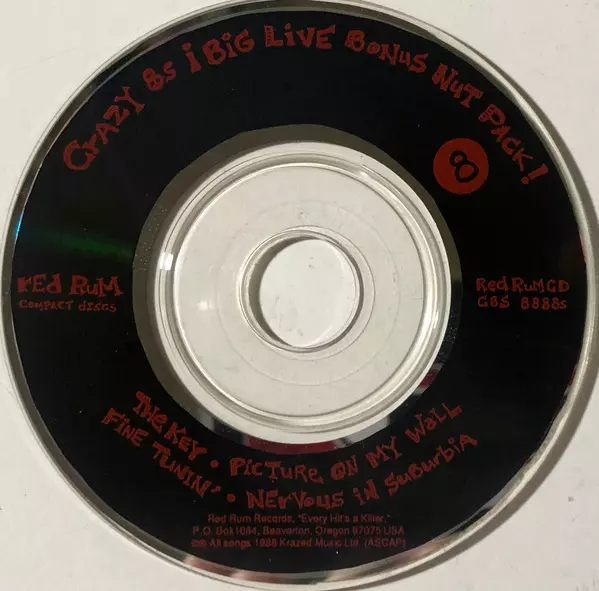 CrAZY 8s ¡BiG LiVE BONUS NUT PACK!
8
rEd RuM
COMPACT dISCS
Red RuMCD
GBS 8888s
THE KEY • PiCTURE ON MY WaLL
FiNE TUNIN' • NErVOUS iN SuBURBiA
Red Rum Records, "Every Hit's a Killer."
P.O. Bok1084, Beaverton, Oregon 97075 USA
All songs 1988 Krazed Music Ltd. (ASCAP)